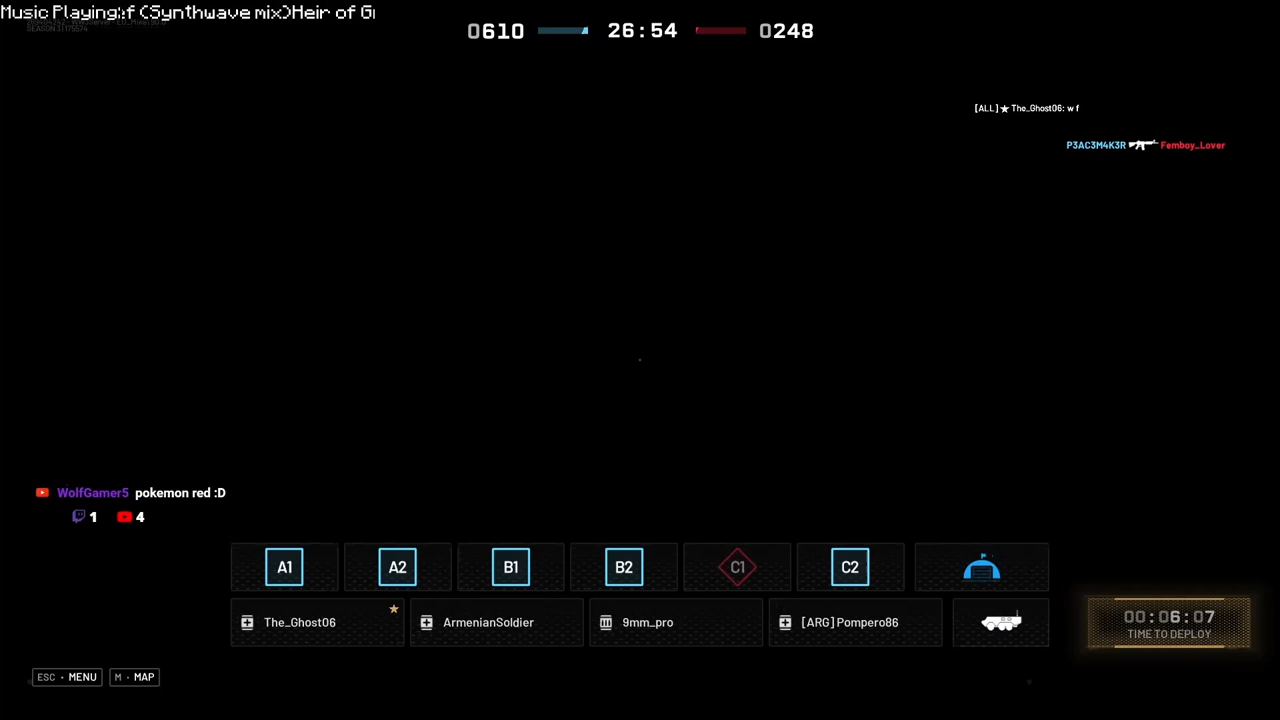 Music Playing:f (Synthwave mix)Heir of Gr
0610 26:54 0248
[ALL]★The_Ghost06: w f
P3AC3M4K3R Femboy_Lover
WolfGamer5 pokemon red :D
1 4
A1 A2 B1 B2 C1 C2
The_Ghost06 ArmenianSoldier 9mm_pro [ARG]Pompero86
00:06:07
TIME TO DEPLOY
ESC · MENU M · MAP